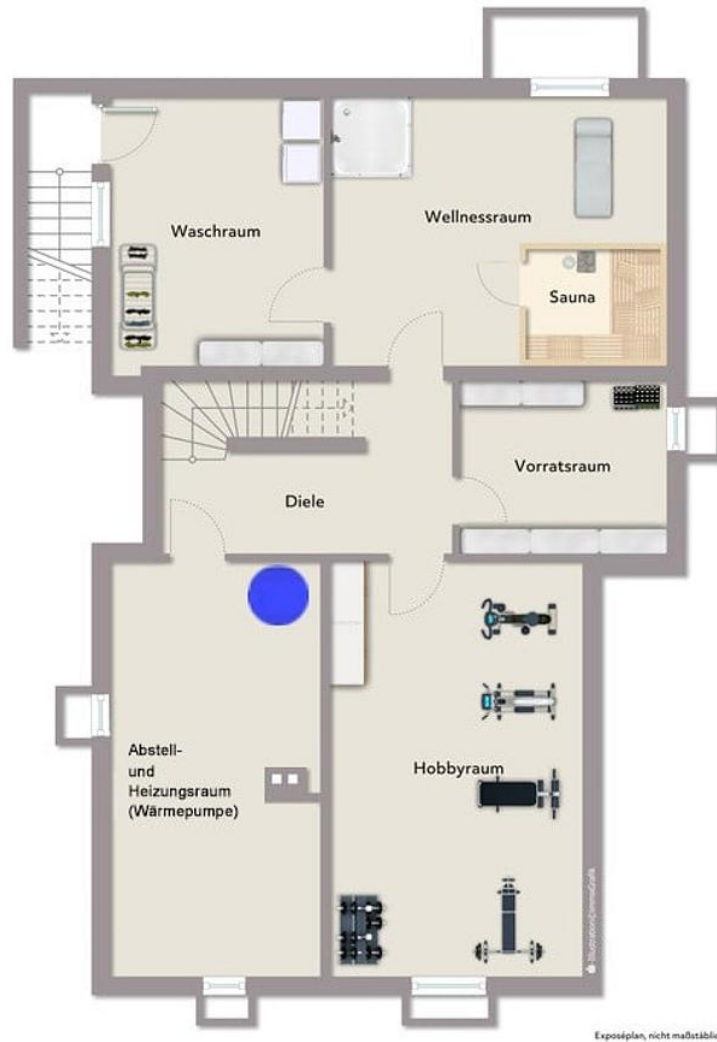 Waschraum
Wellnessraum
Sauna
Vorratsraum
Diele
Abstell-
und
Heizungsraum
(Wärmepumpe)
Hobbyraum
Exposéplan, nicht maßstäblic